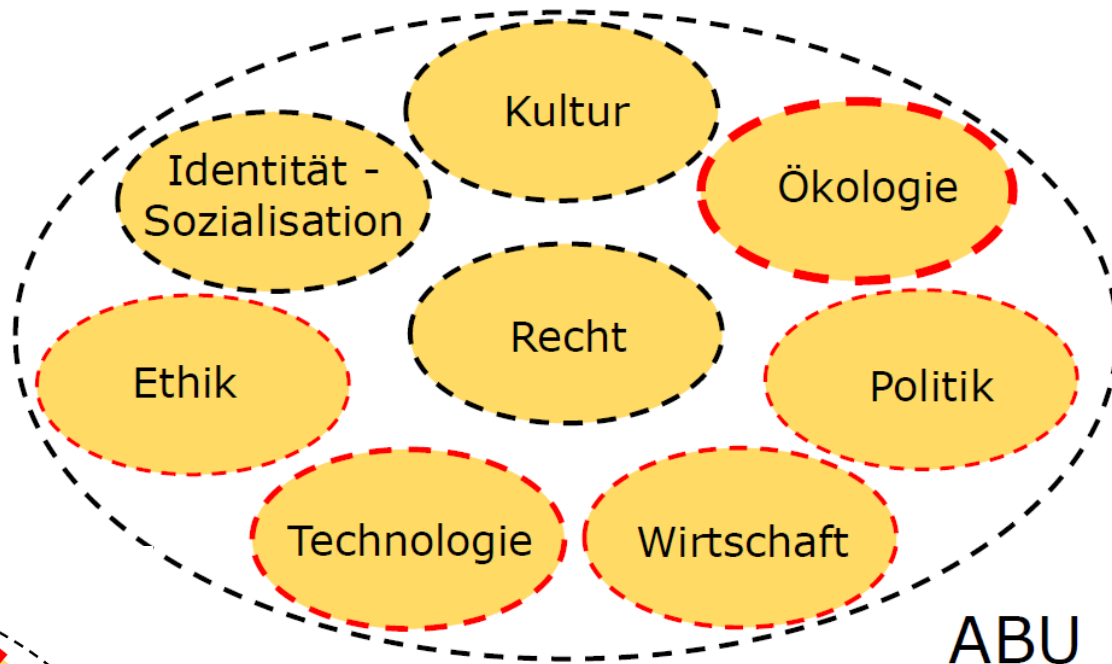 Kultur
Identität -
Sozialisation
Ökologie
Recht
Ethik
Politik
Technologie
Wirtschaft
ABU